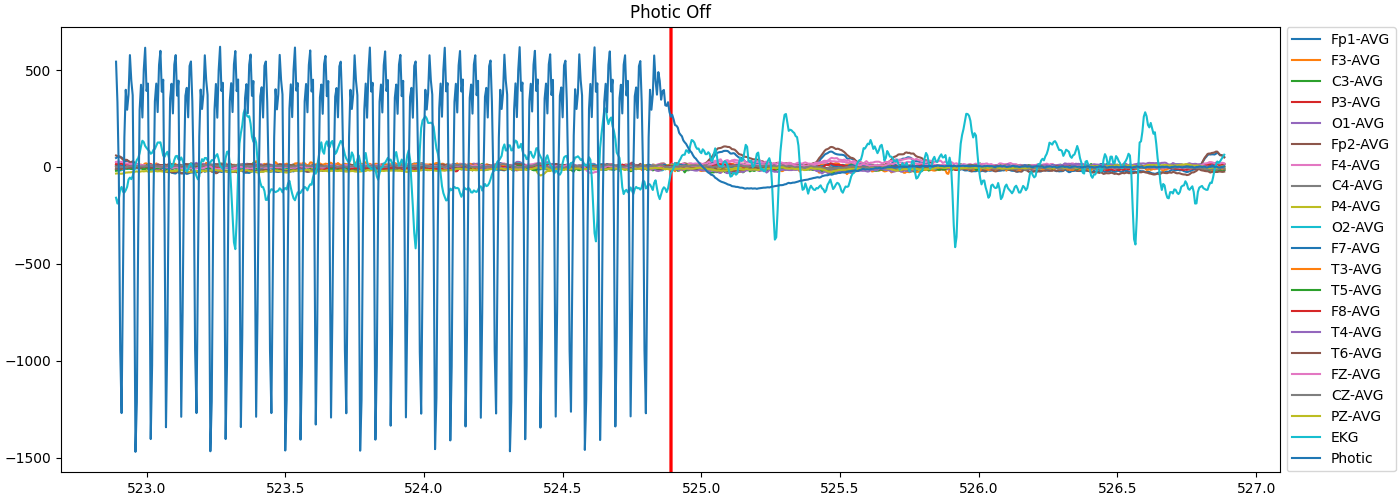 Photic Off
500
0
−500
−1000
−1500
523.0 523.5 524.0 524.5 525.0 525.5 526.0 526.5 527.0
Fp1-AVG
F3-AVG
C3-AVG
P3-AVG
O1-AVG
Fp2-AVG
F4-AVG
C4-AVG
P4-AVG
O2-AVG
F7-AVG
T3-AVG
T5-AVG
F8-AVG
T4-AVG
T6-AVG
FZ-AVG
CZ-AVG
PZ-AVG
EKG
Photic